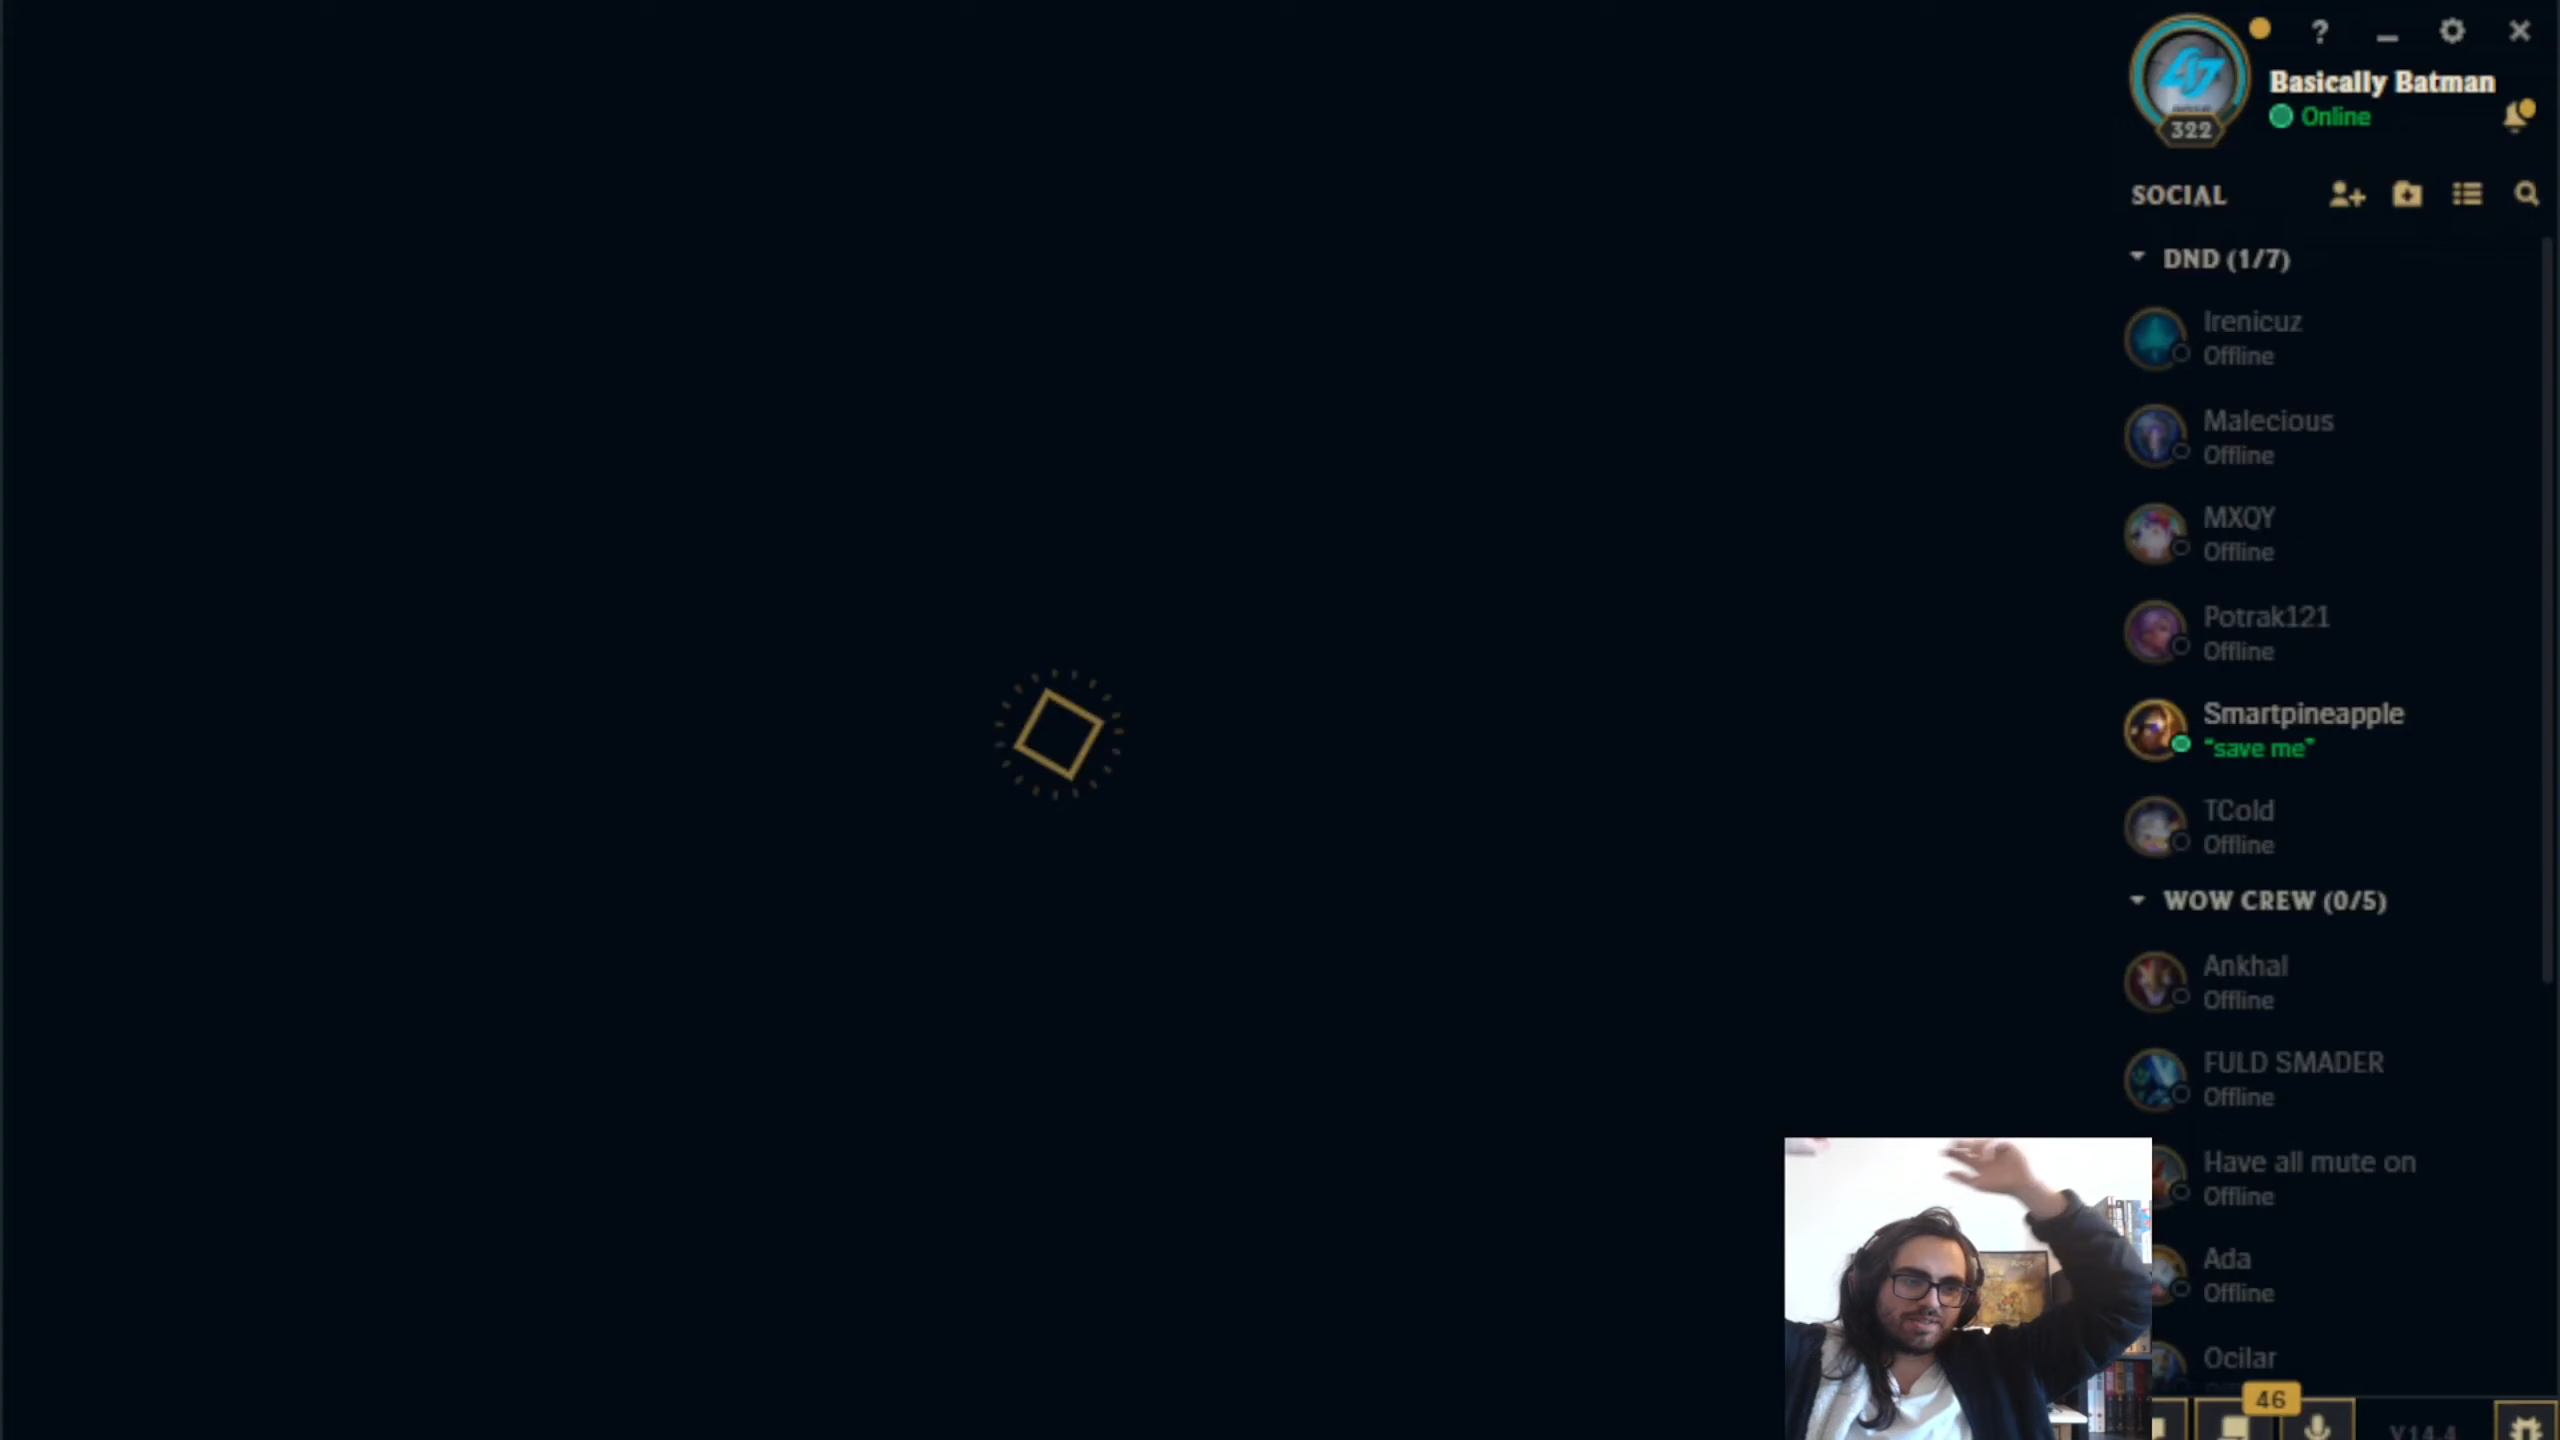 ?
Basically Batman
Online
322
SOCIAL
DND (1/7)
Irenicuz
Offline
Malecious
Offline
MXQY
Offline
Potrak121
Offline
Smartpineapple
"save me"
TCold
Offline
WOW CREW (0/5)
Ankhal
Offline
FULD SMADER
Offline
Have all mute on
Offline
Ada
Offline
Ocilar
46
V14.4